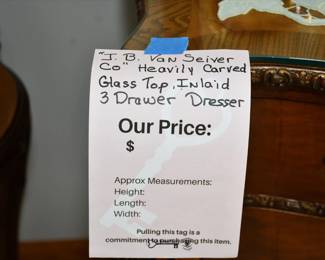 "J. B. Van Sciver
Co" Heavily Carved
Glass Top, Inlaid
3 Drawer Dresser
Our Price:
$
Approx Measurements:
Height:
Length:
Width:
Pulling this tag is a
commitment to purchasing this item.